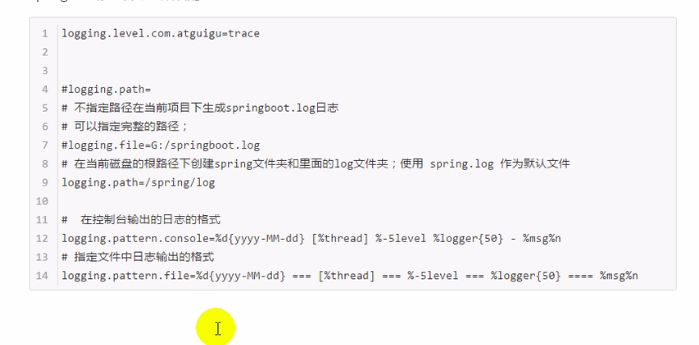 1 logging.level.com.atguigu=trace
2
3
4 #logging.path=
5 # 不指定路径在当前项目下生成springboot.log日志
6 # 可以指定完整的路径；
7 #logging.file=G:/springboot.log
8 # 在当前磁盘的根路径下创建spring文件夹和里面的log文件夹；使用 spring.log 作为默认文件
9 logging.path=/spring/log
10
11 #  在控制台输出的日志的格式
12 logging.pattern.console=%d{yyyy-MM-dd} [%thread] %-5level %logger{50} - %msg%n
13 # 指定文件中日志输出的格式
14 logging.pattern.file=%d{yyyy-MM-dd} === [%thread] === %-5level === %logger{50} ==== %msg%n